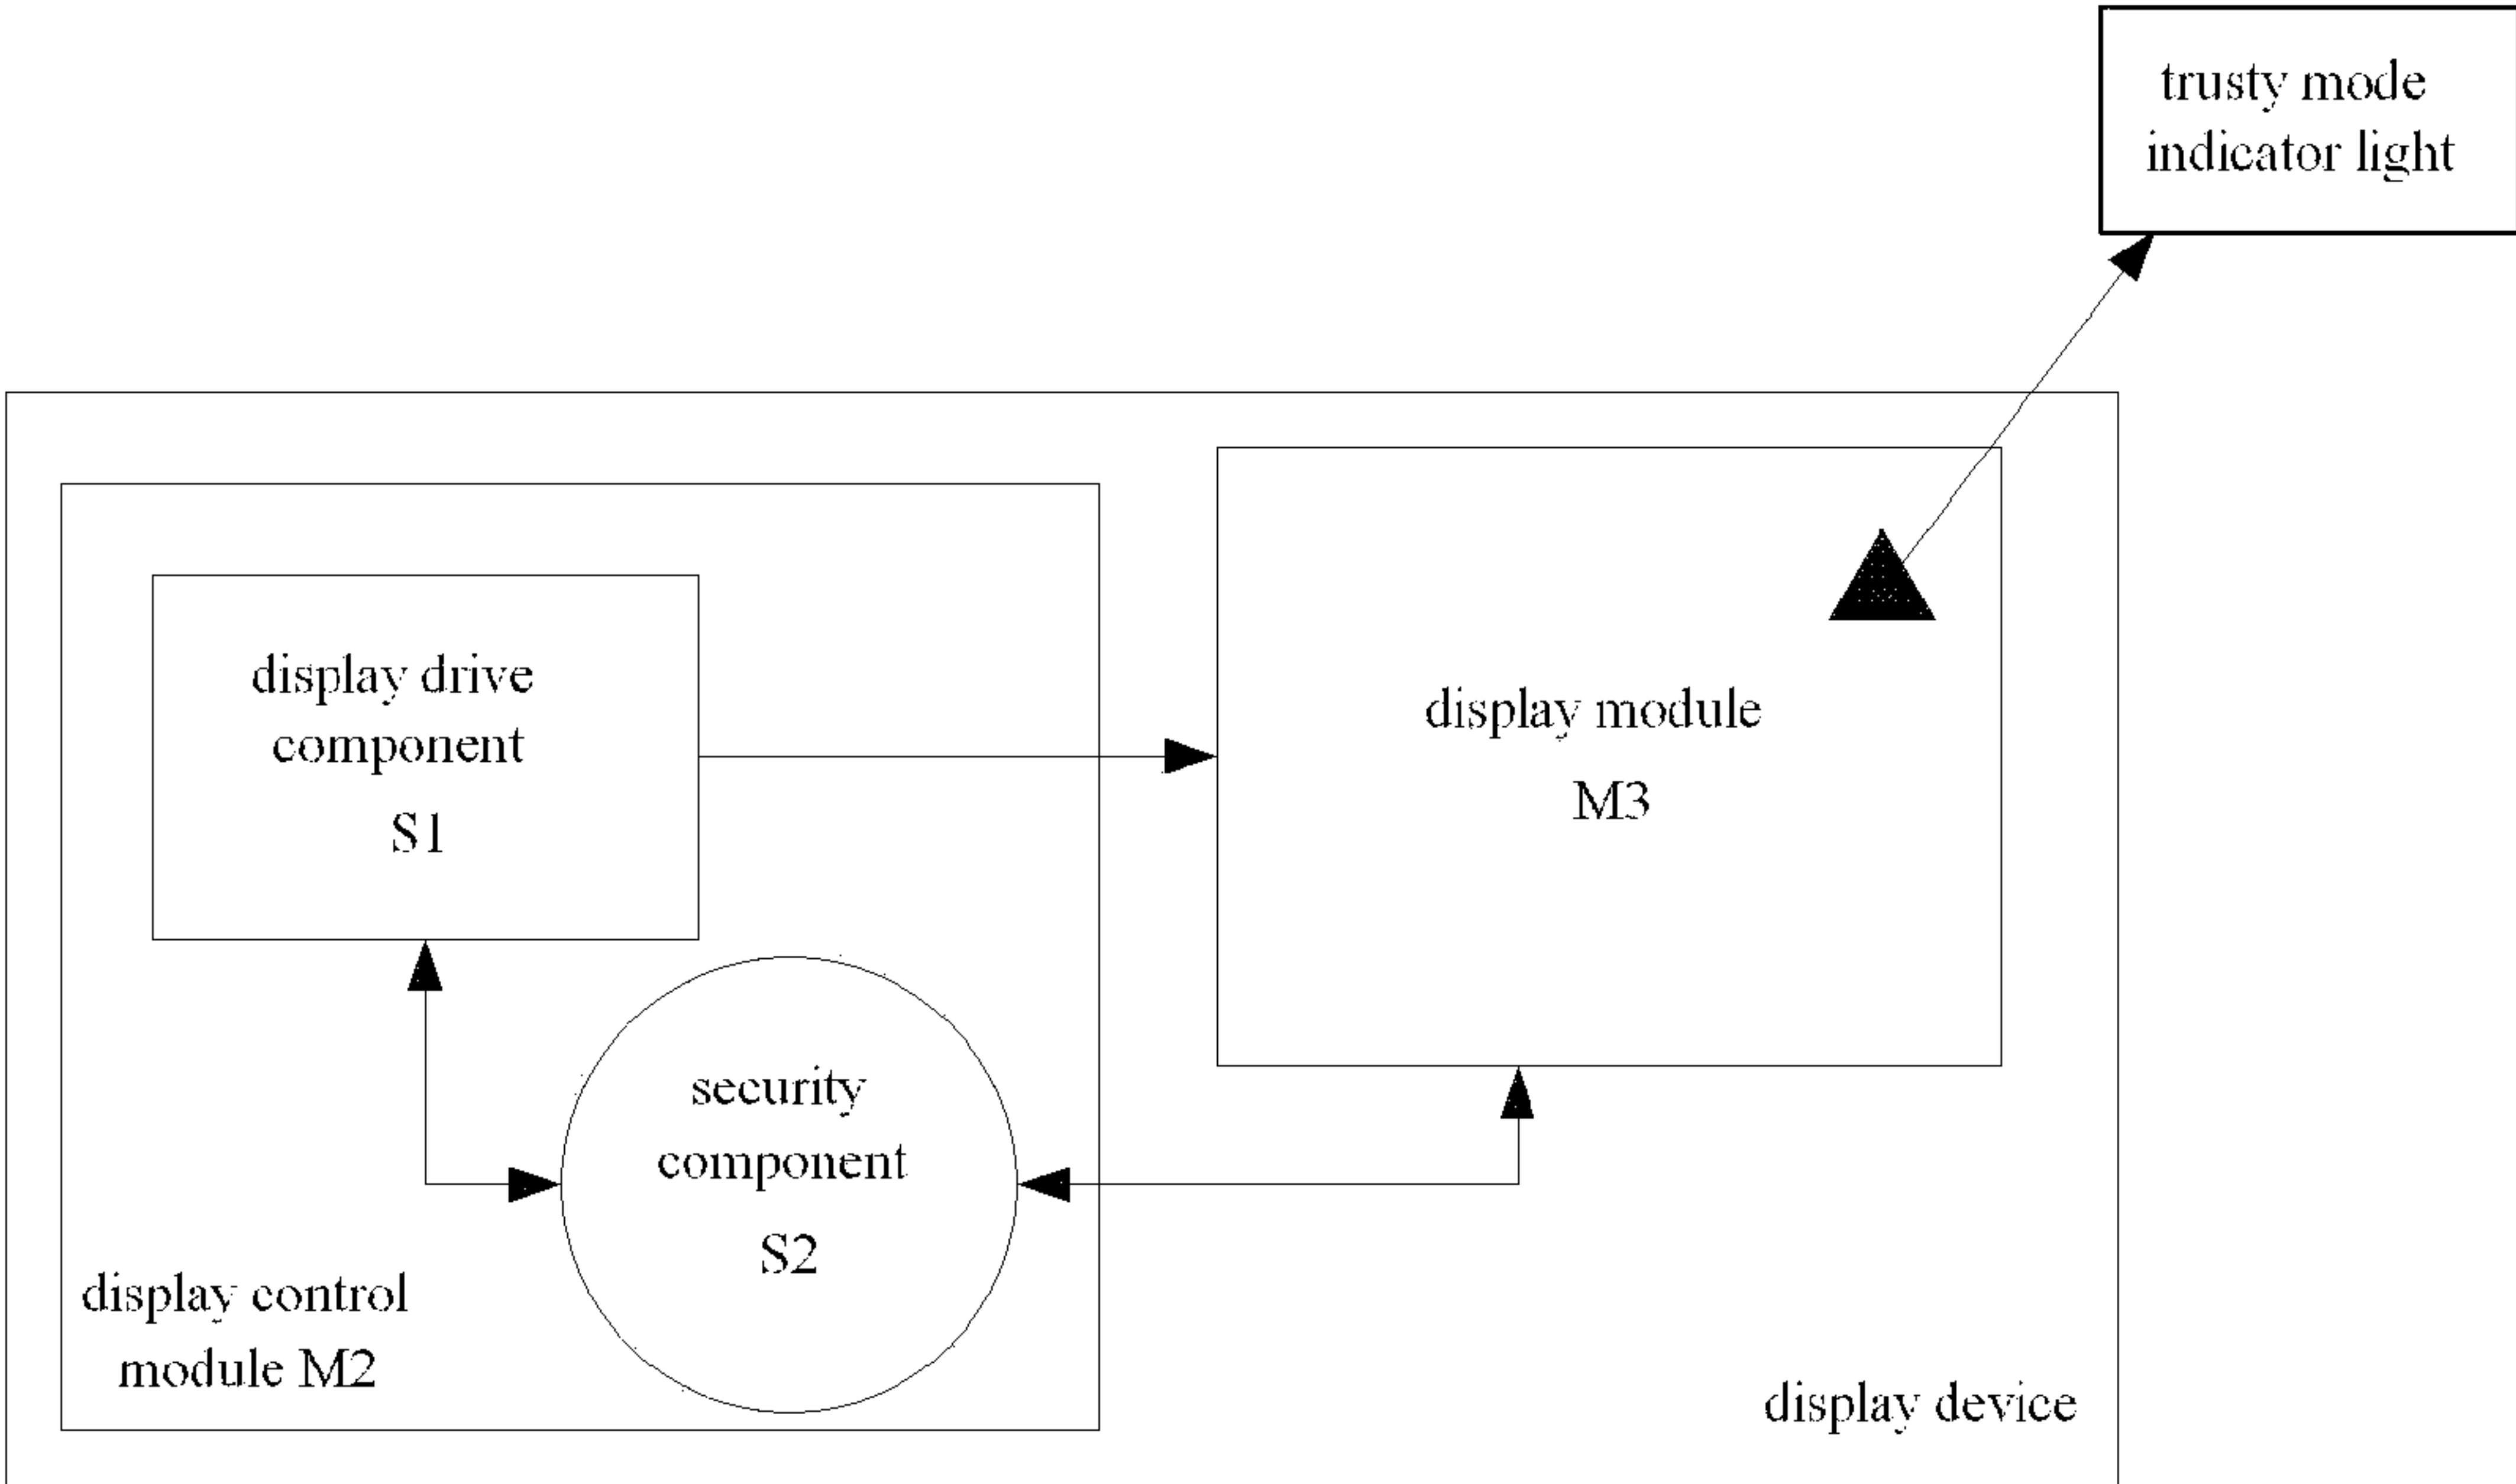 trusty mode
indicator light
display drive
component
S1
display module
M3
security
component
S2
display control
module M2
display device